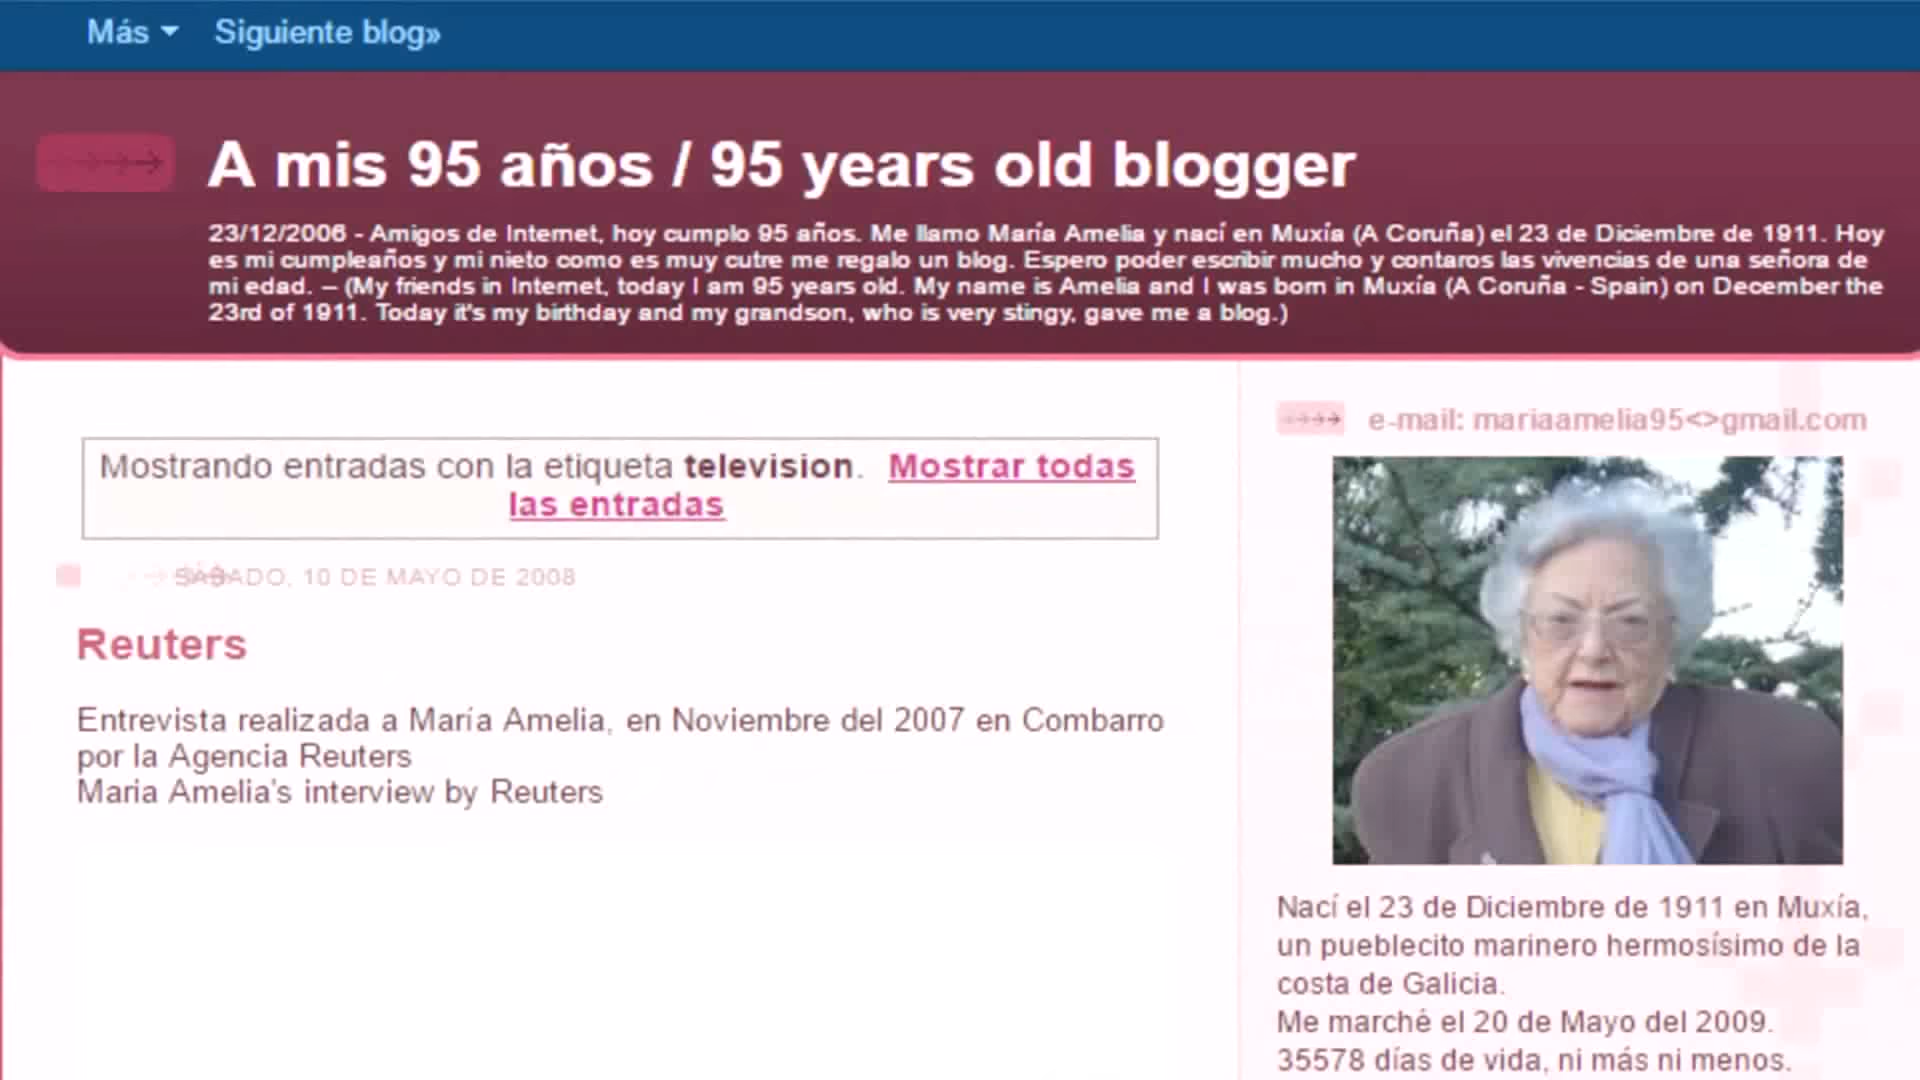 Más Siguiente blog»
A mis 95 años / 95 years old blogger
23/12/2006 - Amigos de Internet, hoy cumplo 95 años. Me llamo María Amelia y nací en Muxía (A Coruña) el 23 de Diciembre de 1911. Hoy
es mi cumpleaños y mi nieto como es muy cutre me regalo un blog. Espero poder escribir mucho y contaros las vivencias de una señora de
mi edad. – (My friends in Internet, today I am 95 years old. My name is Amelia and I was born in Muxía (A Coruña - Spain) on December the
23rd of 1911. Today it's my birthday and my grandson, who is very stingy, gave me a blog.)
Mostrando entradas con la etiqueta television. Mostrar todas
las entradas
SÁBADO, 10 DE MAYO DE 2008
Reuters
Entrevista realizada a María Amelia, en Noviembre del 2007 en Combarro
por la Agencia Reuters
Maria Amelia's interview by Reuters
e-mail: mariaamelia95<>gmail.com
Nací el 23 de Diciembre de 1911 en Muxía,
un pueblecito marinero hermosísimo de la
costa de Galicia.
Me marché el 20 de Mayo del 2009.
35578 días de vida, ni más ni menos.